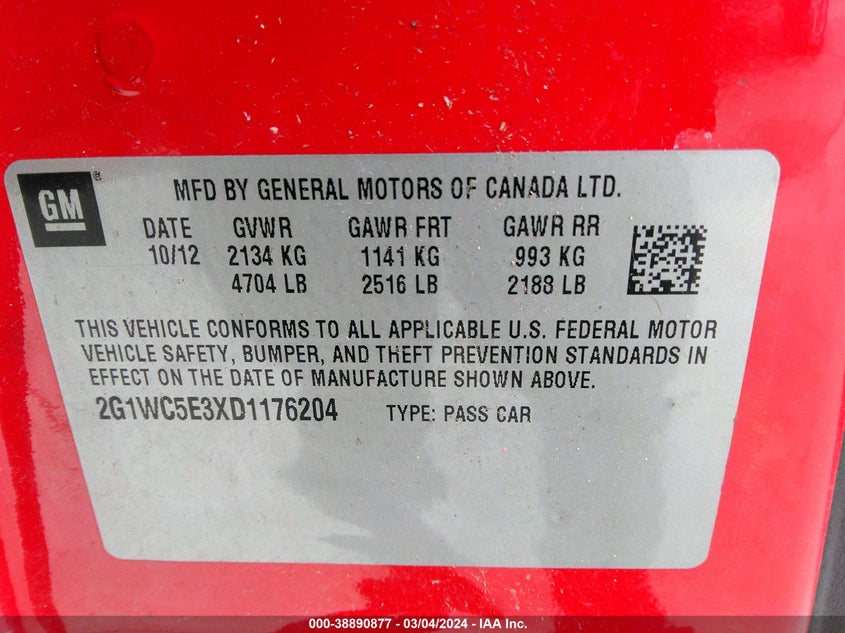 GM®
MFD BY GENERAL MOTORS OF CANADA LTD.
DATE GVWR GAWR FRT GAWR RR
10/12 2134 KG 1141 KG 993 KG
4704 LB 2516 LB 2188 LB
THIS VEHICLE CONFORMS TO ALL APPLICABLE U.S. FEDERAL MOTOR
VEHICLE SAFETY, BUMPER, AND THEFT PREVENTION STANDARDS IN
EFFECT ON THE DATE OF MANUFACTURE SHOWN ABOVE.
2G1WC5E3XD1176204 TYPE: PASS CAR
000-38890877 - 03/04/2024 - IAA Inc.